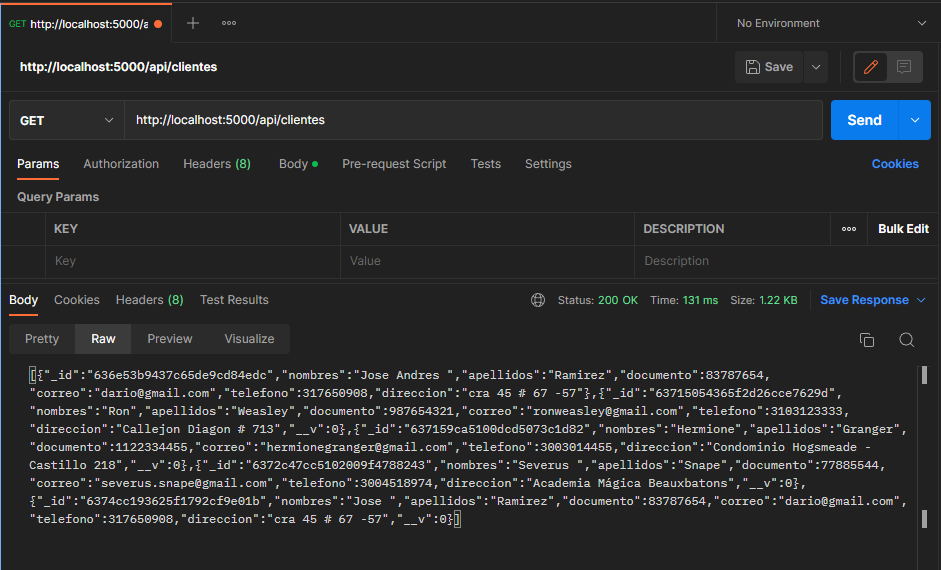 GET http://localhost:5000/a
No Environment
http://localhost:5000/api/clientes
Save
GET http://localhost:5000/api/clientes Send
Params Authorization Headers (8) Body Pre-request Script Tests Settings Cookies
Query Params
KEY VALUE DESCRIPTION Bulk Edit
Key Value Description
Body Cookies Headers (8) Test Results Status: 200 OK Time: 131 ms Size: 1.22 KB Save Response
Pretty Raw Preview Visualize
[{"_id":"636e53b9437c65de9cd84edc","nombres":"Jose Andres ","apellidos":"Ramirez","documento":83787654,
"correo":"dario@gmail.com","telefono":317650908,"direccion":"cra 45 # 67 -57"},{"_id":"63715054365f2d26cce7629d",
"nombres":"Ron","apellidos":"Weasley","documento":987654321,"correo":"ronweasley@gmail.com","telefono":3103123333,
"direccion":"Callejon Diagon # 713","__v":0},{"_id":"637159ca5100dcd5073c1d82","nombres":"Hermione","apellidos":"Granger",
"documento":1122334455,"correo":"hermionegranger@gmail.com","telefono":3003014455,"direccion":"Condominio Hogsmeade -
Castillo 218","__v":0},{"_id":"6372c47cc5102009f4788243","nombres":"Severus ","apellidos":"Snape","documento":77885544,
"correo":"severus.snape@gmail.com","telefono":3004518974,"direccion":"Academia Mágica Beauxbatons","__v":0},
{"_id":"6374cc193625f1792cf9e01b","nombres":"Jose ","apellidos":"Ramirez","documento":83787654,"correo":"dario@gmail.com",
"telefono":317650908,"direccion":"cra 45 # 67 -57","__v":0}]